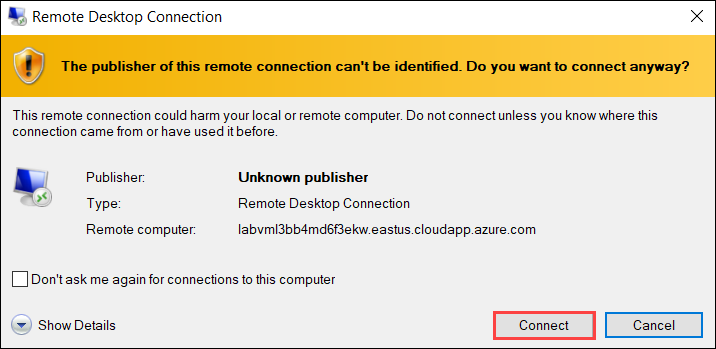 Remote Desktop Connection
The publisher of this remote connection can't be identified. Do you want to connect anyway?
This remote connection could harm your local or remote computer. Do not connect unless you know where this
connection came from or have used it before.
Publisher: Unknown publisher
Type: Remote Desktop Connection
Remote computer: labvml3bb4md6f3ekw.eastus.cloudapp.azure.com
Don't ask me again for connections to this computer
Show Details Connect Cancel